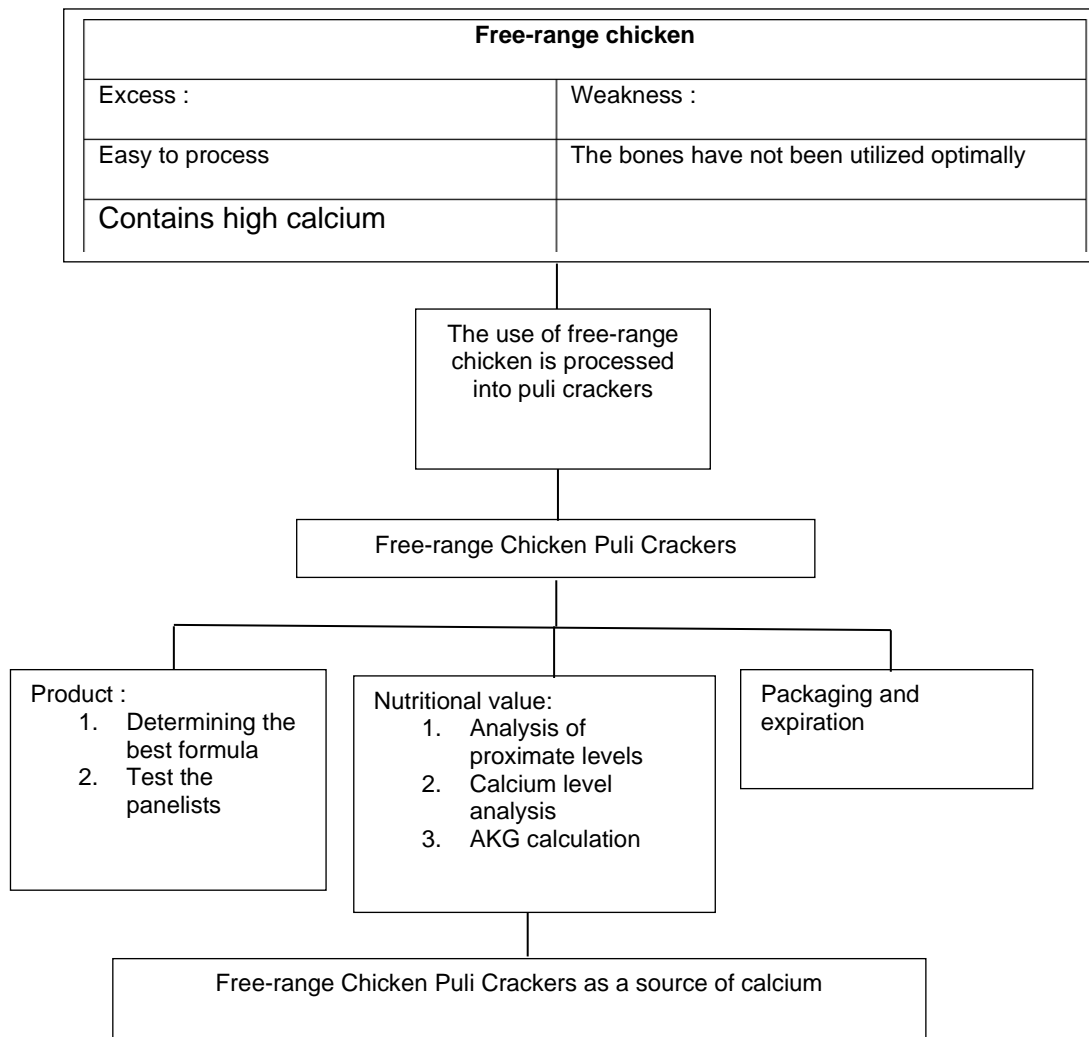 Free-range chicken
Excess :
Weakness :
Easy to process
The bones have not been utilized optimally
Contains high calcium
The use of free-range
chicken is processed
into puli crackers
Free-range Chicken Puli Crackers
Product :
1. Determining the
best formula
2. Test the
panelists
Nutritional value:
1. Analysis of
proximate levels
2. Calcium level
analysis
3. AKG calculation
Packaging and
expiration
Free-range Chicken Puli Crackers as a source of calcium